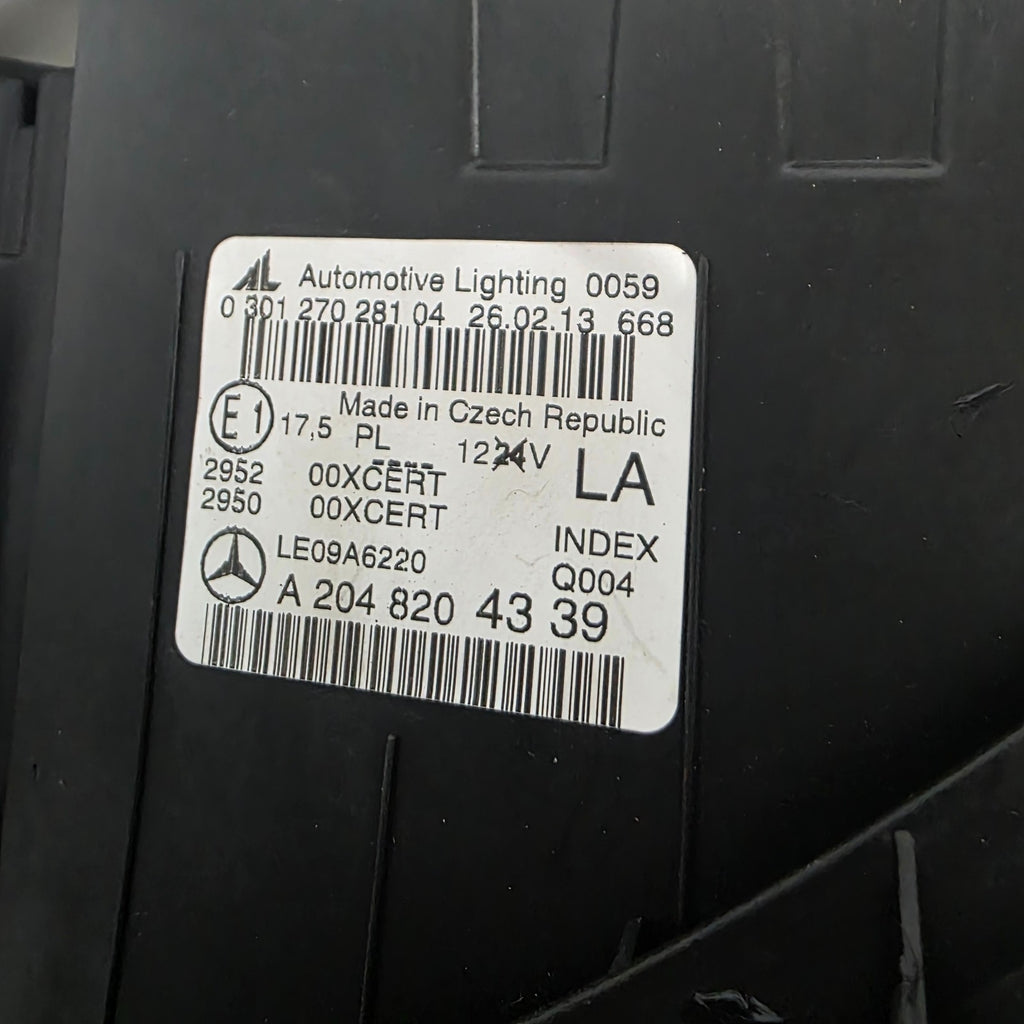 AL Automotive Lighting 0059
0 301 270 281 04 26.02.13 668
Made in Czech Republic
E1 17,5 PL 1224V
LA
2952 00XCERT
2950 00XCERT
INDEX
LE09A6220
Q004
A 204 820 43 39